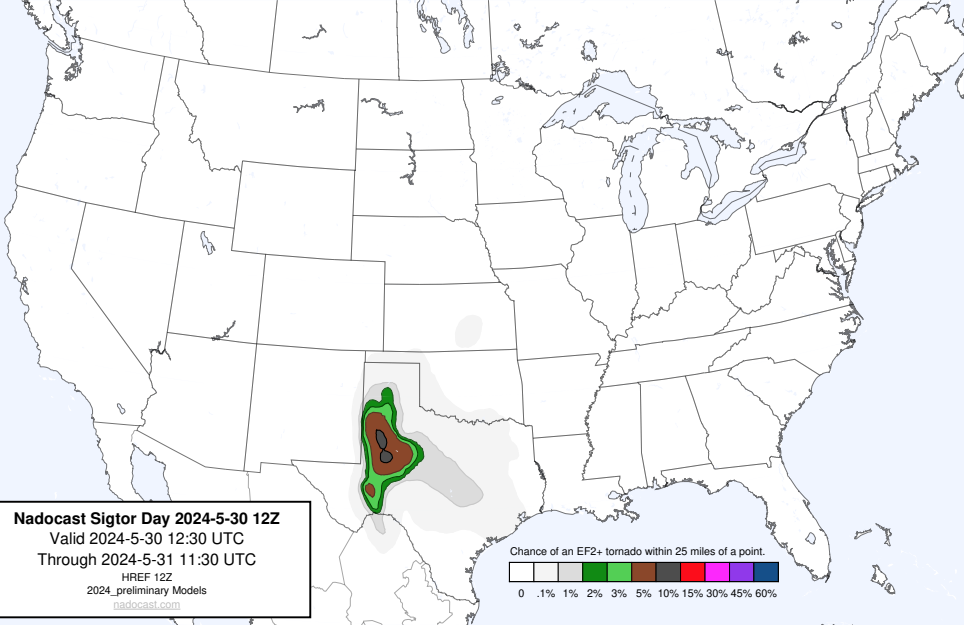 Nadocast Sigtor Day 2024-5-30 12Z
Valid 2024-5-30 12:30 UTC
Through 2024-5-31 11:30 UTC
HREF 12Z
2024_preliminary Models
nadocast.com
Chance of an EF2+ tornado within 25 miles of a point.
0 .1% 1% 2% 3% 5% 10% 15% 30% 45% 60%